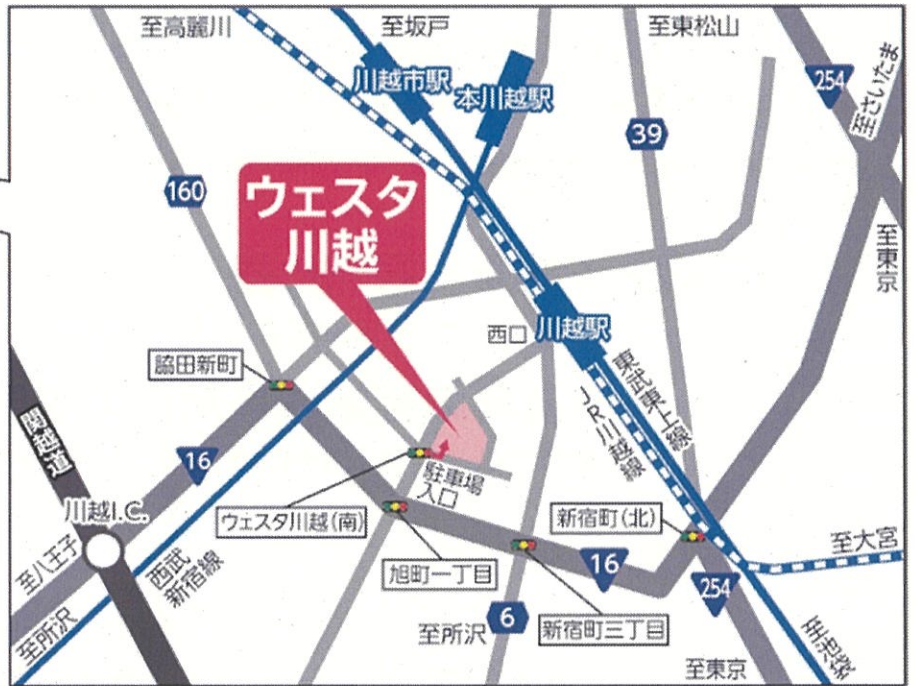 至高麗川
至坂戸
至東松山
川越市駅
本川越駅
254
至さいたま
39
160
ウェスタ
川越
至東京
西口
川越駅
脇田新町
東武東上線
JR川越線
関越道
16
駐車場
入口
川越I.C.
ウェスタ川越(南)
新宿町(北)
至大宮
至八王子
西武
新宿線
旭町一丁目
16
254
至所沢
至所沢
6
新宿町三丁目
至池袋
至東京